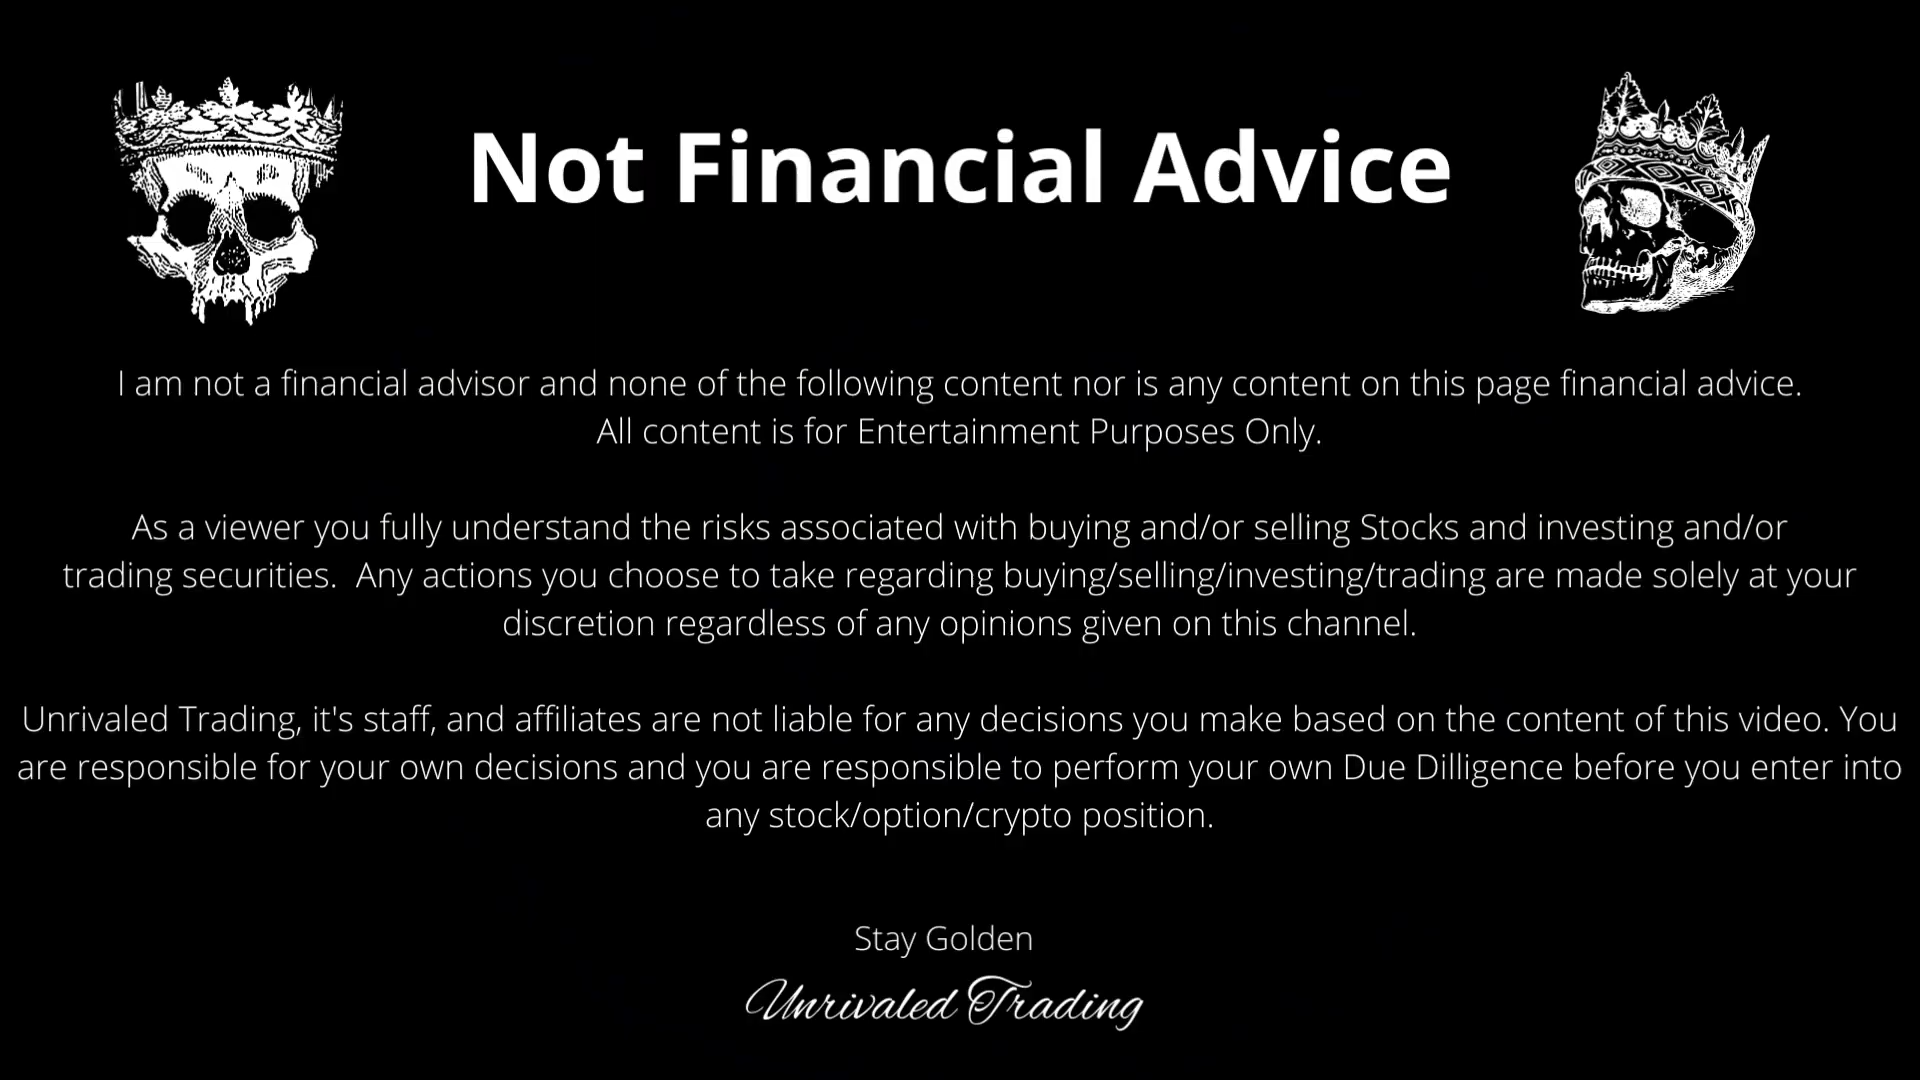 Not Financial Advice
I am not a financial advisor and none of the following content nor is any content on this page financial advice.
All content is for Entertainment Purposes Only.
As a viewer you fully understand the risks associated with buying and/or selling Stocks and investing and/or
trading securities.  Any actions you choose to take regarding buying/selling/investing/trading are made solely at your
discretion regardless of any opinions given on this channel.
Unrivaled Trading, it's staff, and affiliates are not liable for any decisions you make based on the content of this video. You
are responsible for your own decisions and you are responsible to perform your own Due Dilligence before you enter into
any stock/option/crypto position.
Stay Golden
Unrivaled Trading